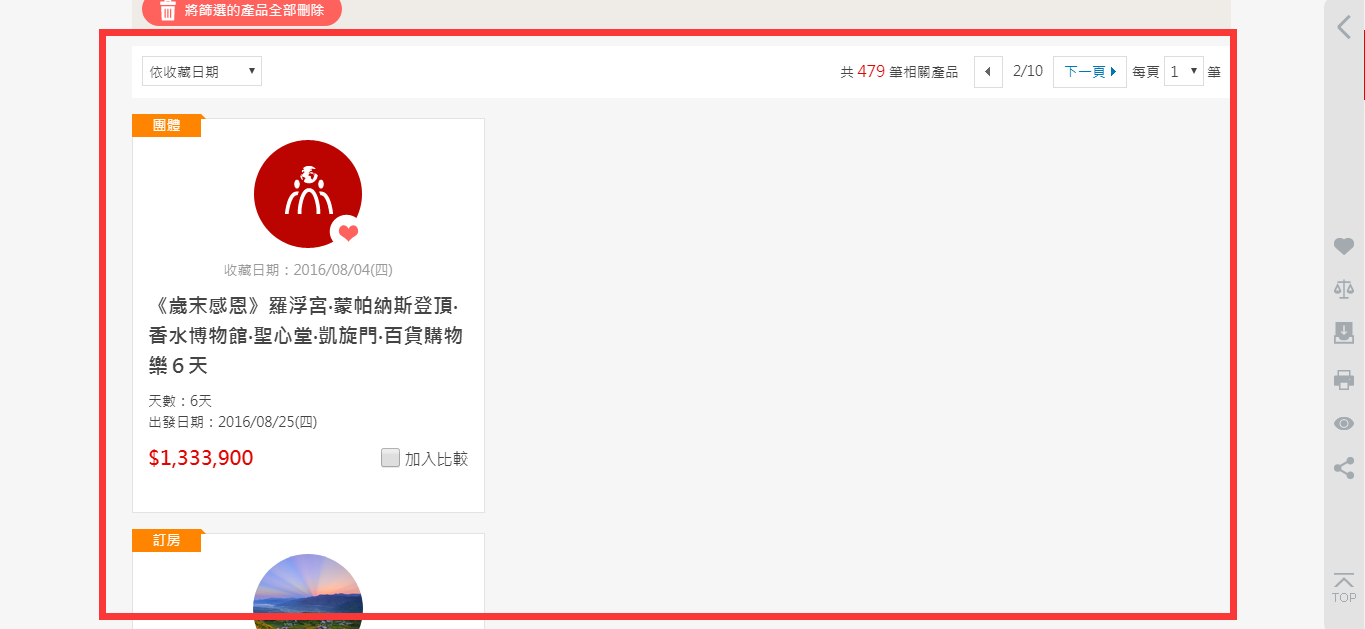 將篩選的產品全部刪除
依收藏日期
共 479 筆相關產品 2/10 下一頁 每頁 1 筆
團體
收藏日期：2016/08/04(四)
《歲末感恩》羅浮宮‧蒙帕納斯登頂‧
香水博物館‧聖心堂‧凱旋門‧百貨購物
樂６天
天數：6天
出發日期：2016/08/25(四)
$1,333,900 加入比較
訂房
TOP